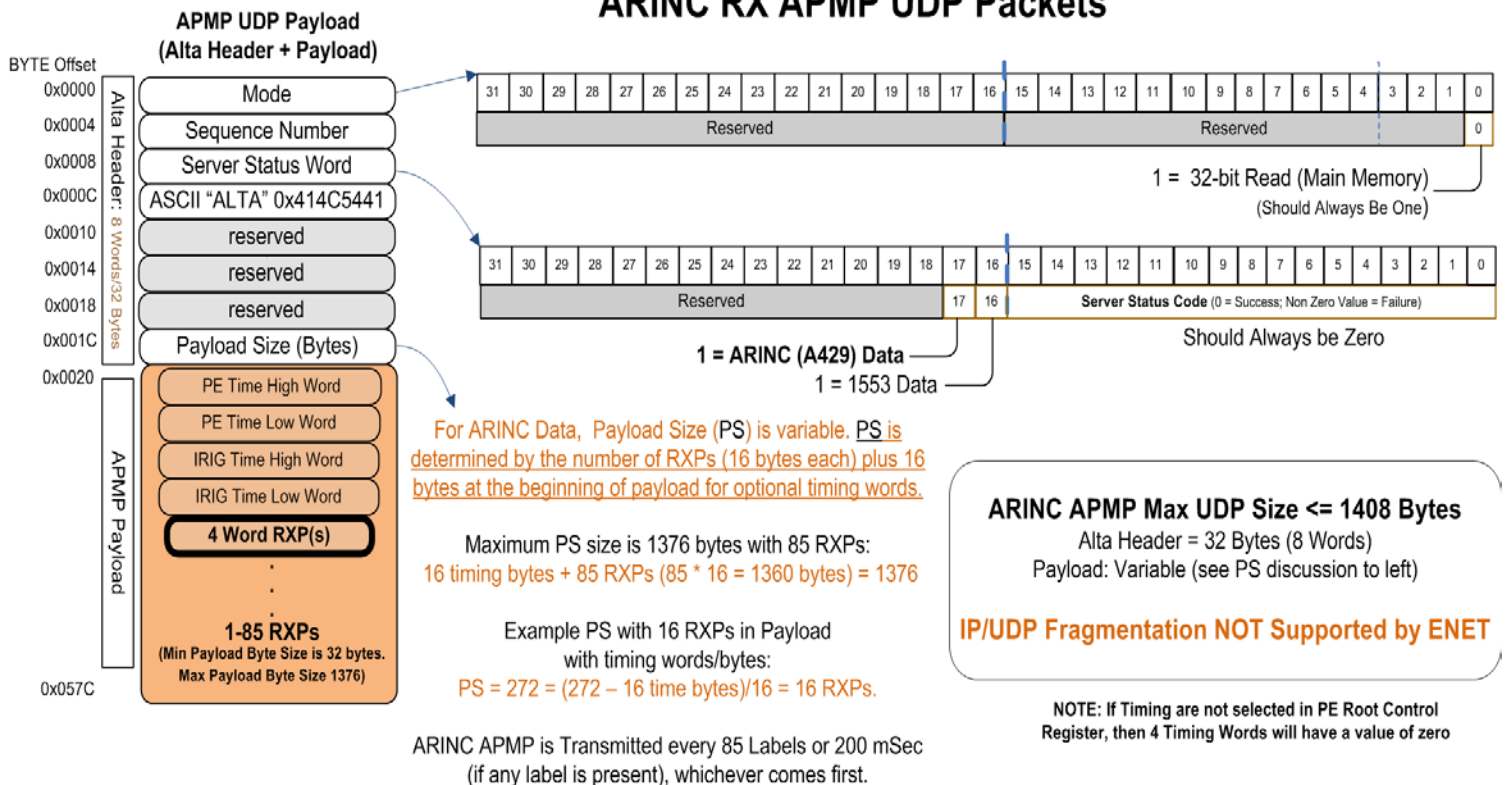 ARINC RX APMP UDP Packets
APMP UDP Payload
(Alta Header + Payload)
BYTE Offset
0x0000
0x0004
0x0008
0x000C
0x0010
0x0014
0x0018
0x001C
0x0020
0x057C
Alta Header: 8 Words/32 Bytes
APMP Payload
Mode
Sequence Number
Server Status Word
ASCII “ALTA” 0x414C5441
reserved
reserved
reserved
Payload Size (Bytes)
PE Time High Word
PE Time Low Word
IRIG Time High Word
IRIG Time Low Word
4 Word RXP(s)
.
.
.
1-85 RXPs
(Min Payload Byte Size is 32 bytes.
Max Payload Byte Size 1376)
31 30 29 28 27 26 25 24 23 22 21 20 19 18 17 16 15 14 13 12 11 10 9 8 7 6 5 4 3 2 1 0
Reserved Reserved 0
1 = 32-bit Read (Main Memory)
(Should Always Be One)
31 30 29 28 27 26 25 24 23 22 21 20 19 18 17 16 15 14 13 12 11 10 9 8 7 6 5 4 3 2 1 0
Reserved 17 16 Server Status Code (0 = Success; Non Zero Value = Failure)
Should Always be Zero
1 = ARINC (A429) Data
1 = 1553 Data
For ARINC Data, Payload Size (PS) is variable. PS is
determined by the number of RXPs (16 bytes each) plus 16
bytes at the beginning of payload for optional timing words.
Maximum PS size is 1376 bytes with 85 RXPs:
16 timing bytes + 85 RXPs (85 * 16 = 1360 bytes) = 1376
Example PS with 16 RXPs in Payload
with timing words/bytes:
PS = 272 = (272 – 16 time bytes)/16 = 16 RXPs.
ARINC APMP is Transmitted every 85 Labels or 200 mSec
(if any label is present), whichever comes first.
ARINC APMP Max UDP Size <= 1408 Bytes
Alta Header = 32 Bytes (8 Words)
Payload: Variable (see PS discussion to left)
IP/UDP Fragmentation NOT Supported by ENET
NOTE: If Timing are not selected in PE Root Control
Register, then 4 Timing Words will have a value of zero